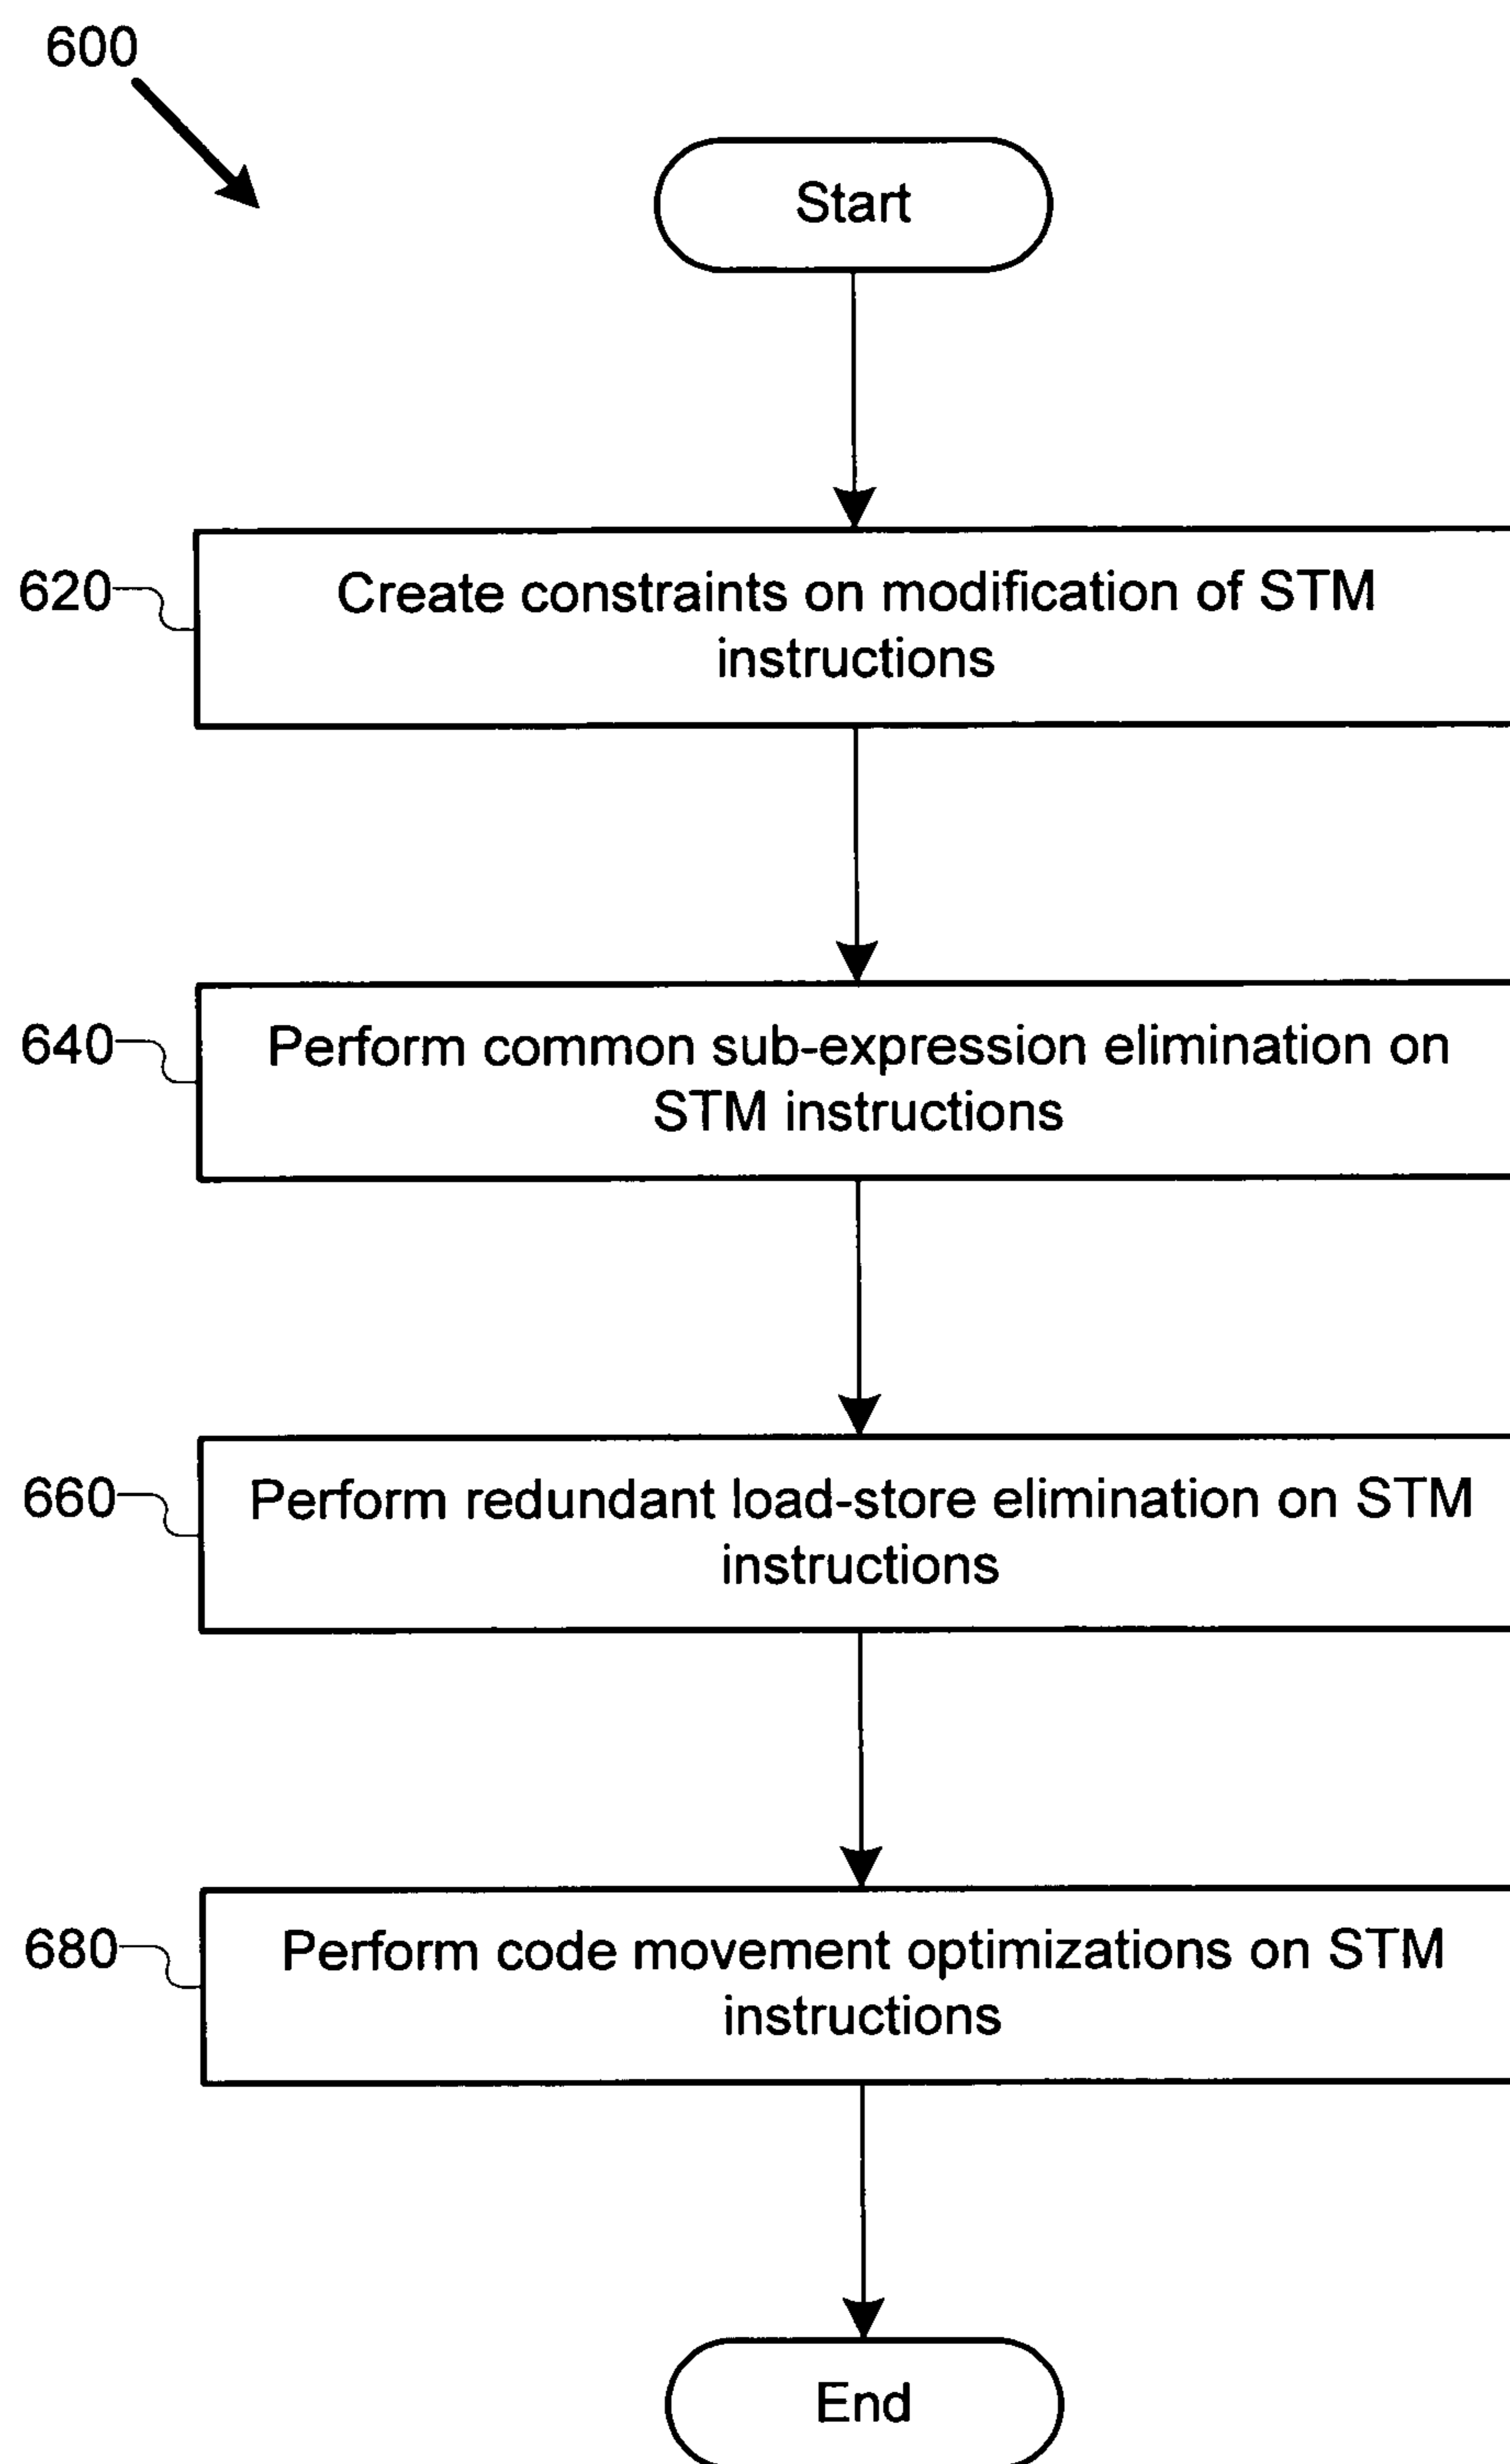 600
Start
620
Create constraints on modification of STM
instructions
640
Perform common sub-expression elimination on
STM instructions
660
Perform redundant load-store elimination on STM
instructions
680
Perform code movement optimizations on STM
instructions
End